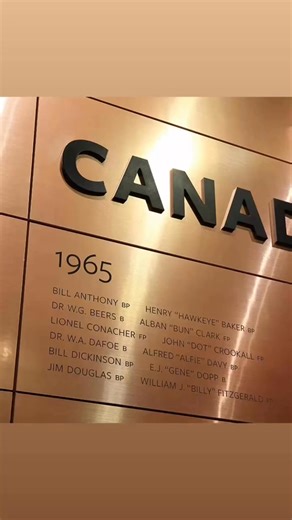 CANAD
1965
BILL ANTHONY BP
DR W.G. BEERS B
LIONEL CONACHER FP
DR. W.A. DAFOE B
BILL DICKINSON BP
JIM DOUGLAS BP
HENRY "HAWKEYE" BAKER BP
ALBAN "BUN" CLARK FP
JOHN "DOT" CROOKALL FP
ALFRED "ALFIE" DAVY BP
E.J. "GENE" DOPP B
WILLIAM J. "BILLY" FITZGERALD